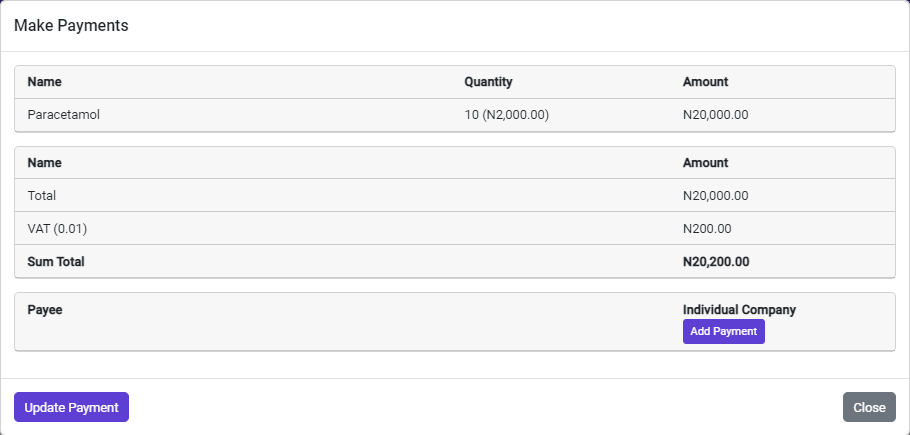 Make Payments
Name Quantity Amount
Paracetamol 10 (N2,000.00) N20,000.00
Name Amount
Total N20,000.00
VAT (0.01) N200.00
Sum Total N20,200.00
Payee Individual Company
Add Payment
Update Payment Close